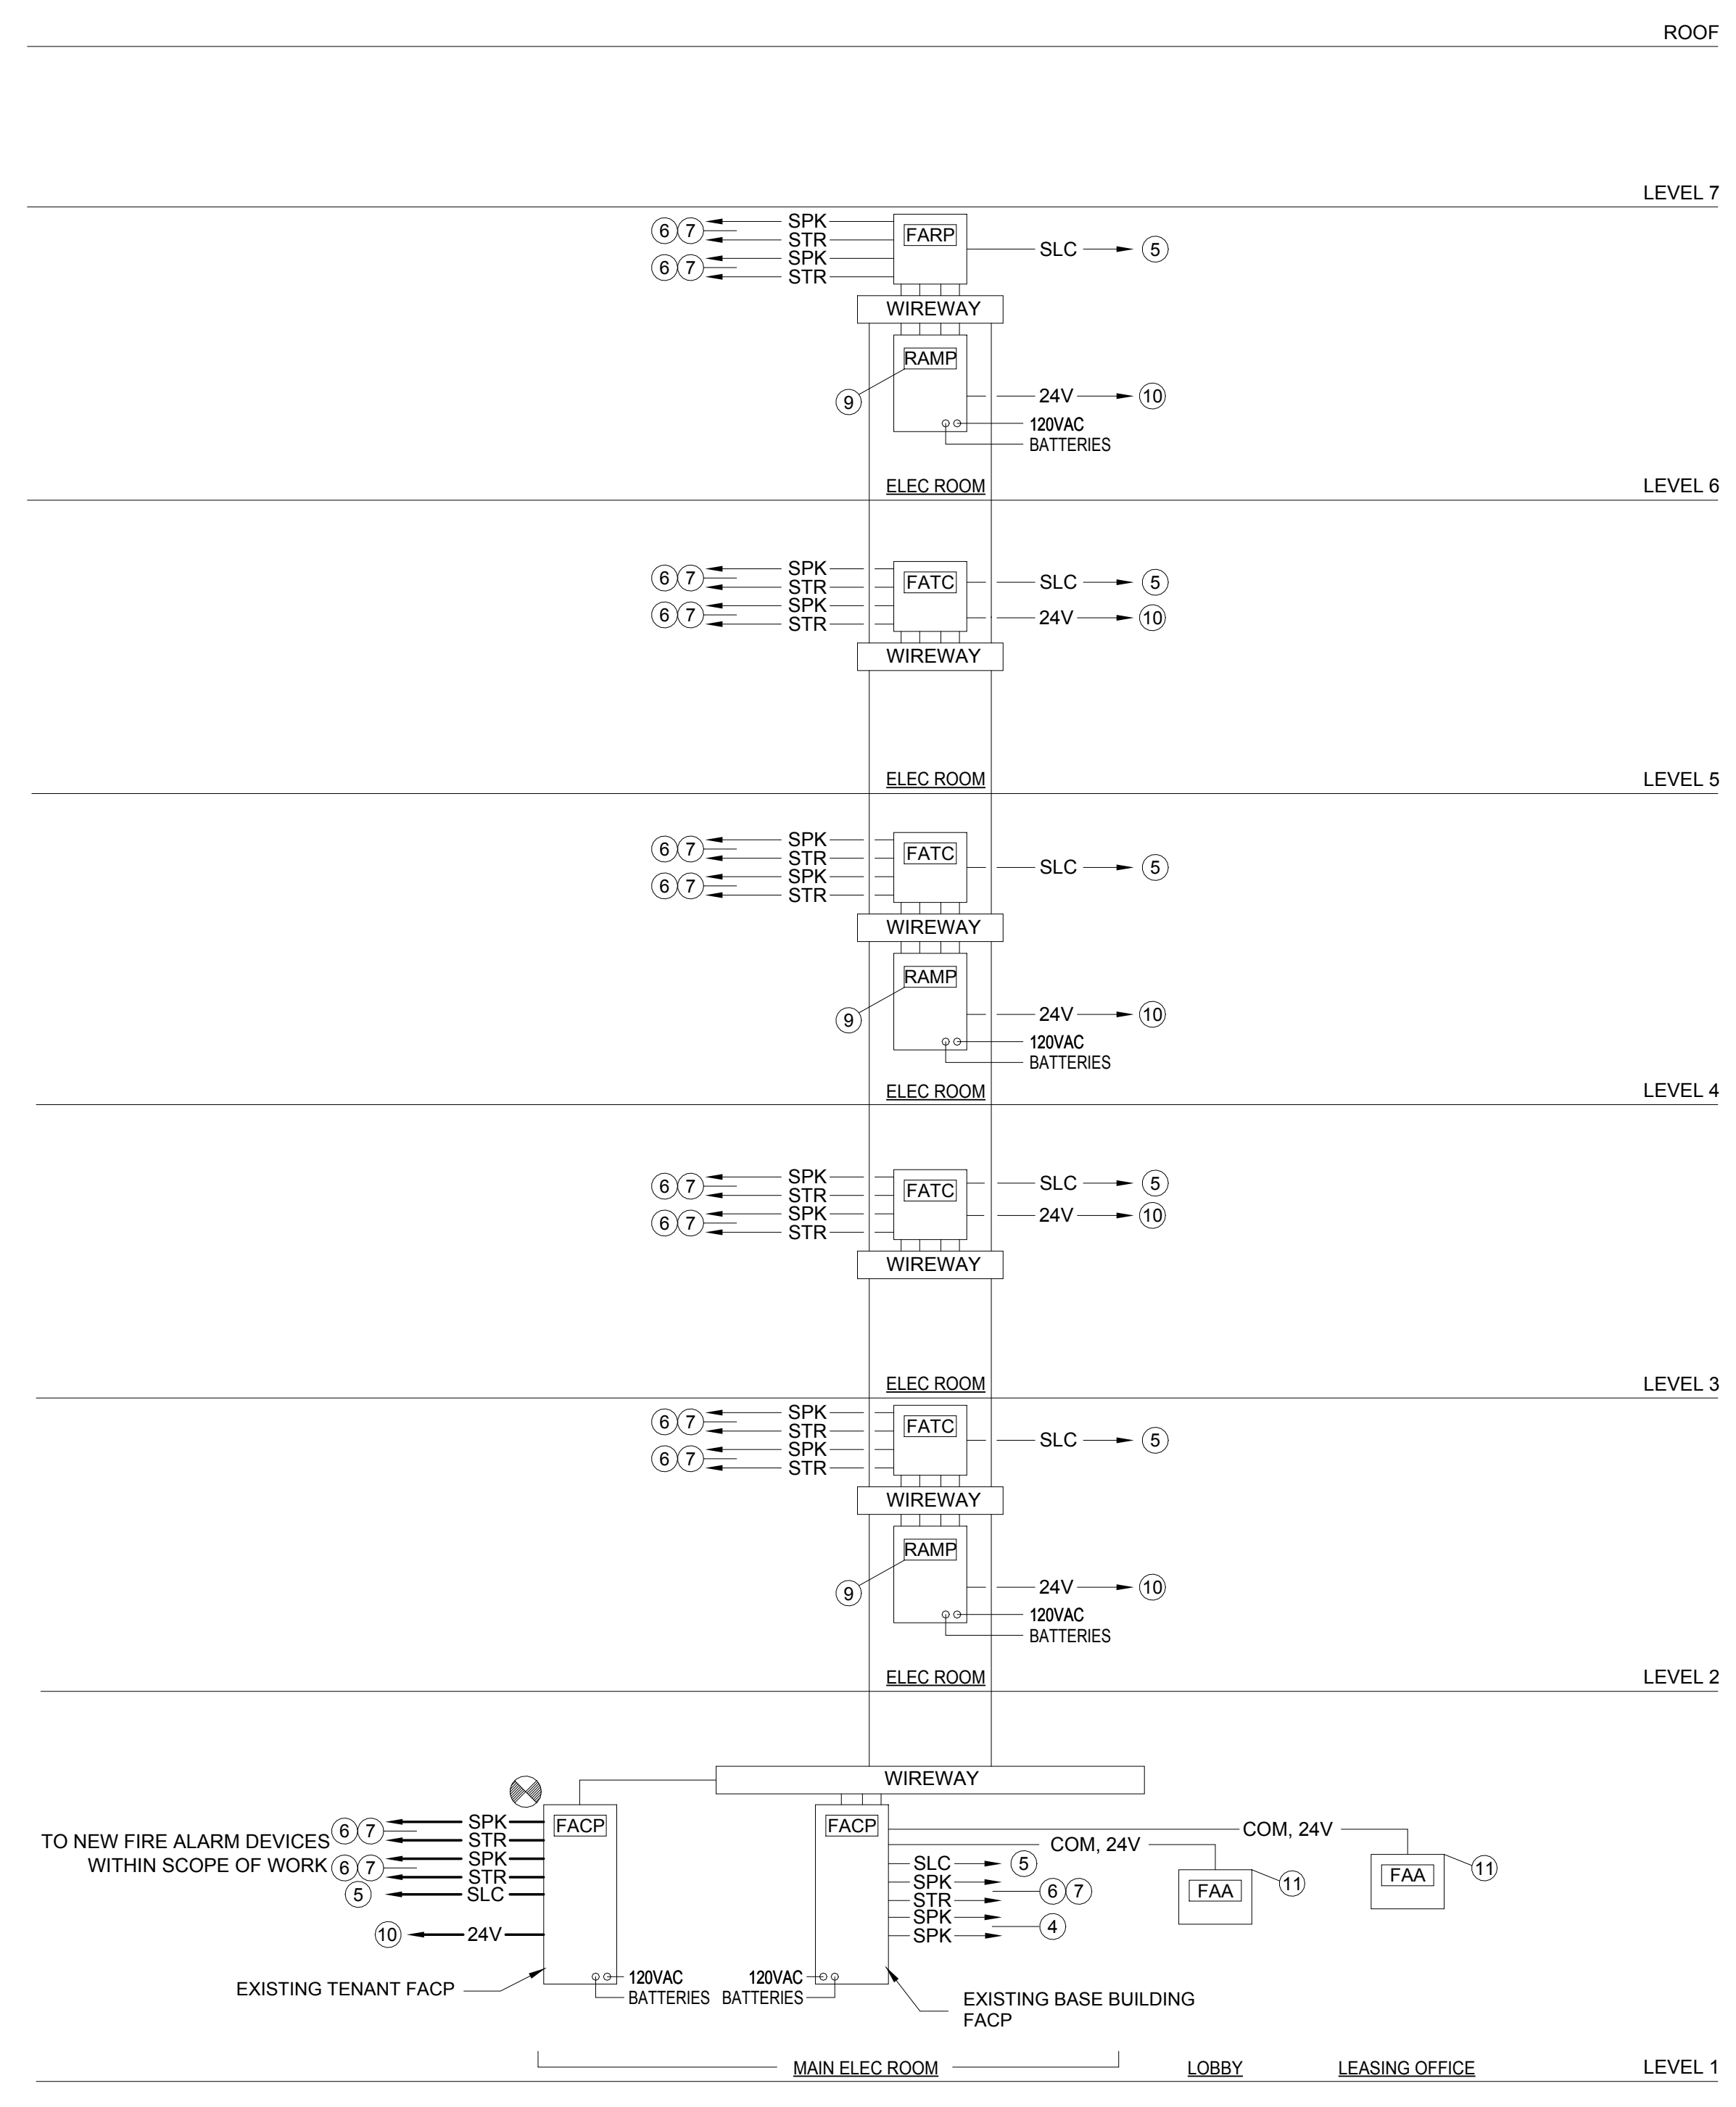 ROOF
LEVEL 7
6 7 SPK
STR
6 7 SPK
STR
FARP
SLC 5
WIREWAY
RAMP
9
24V 10
120VAC
BATTERIES
ELEC ROOM
LEVEL 6
6 7 SPK
STR
6 7 SPK
STR
FATC
SLC 5
24V 10
WIREWAY
ELEC ROOM
LEVEL 5
6 7 SPK
STR
6 7 SPK
STR
FATC
SLC 5
WIREWAY
RAMP
9
24V 10
120VAC
BATTERIES
ELEC ROOM
LEVEL 4
6 7 SPK
STR
6 7 SPK
STR
FATC
SLC 5
24V 10
WIREWAY
ELEC ROOM
LEVEL 3
6 7 SPK
STR
6 7 SPK
STR
FATC
SLC 5
WIREWAY
RAMP
9
24V 10
120VAC
BATTERIES
ELEC ROOM
LEVEL 2
WIREWAY
TO NEW FIRE ALARM DEVICES
WITHIN SCOPE OF WORK
6 7 SPK
STR
6 7 SPK
STR
5 SLC
10 24V
FACP
EXISTING TENANT FACP
120VAC
BATTERIES
FACP
120VAC
BATTERIES
COM, 24V
COM, 24V
SLC 5
SPK
STR
6 7
SPK
SPK
4
FAA
11
FAA
11
EXISTING BASE BUILDING
FACP
MAIN ELEC ROOM
LOBBY
LEASING OFFICE
LEVEL 1